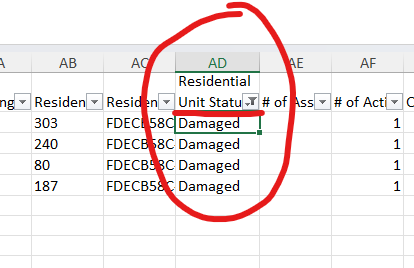 A AB AC AD AE AF
Residential
ng Residen Residen Unit Statu # of Ass # of Acti C
303 FDECB58C Damaged 1
240 FDECB58C Damaged 1
80 FDECB58C Damaged 1
187 FDECB58C Damaged 1